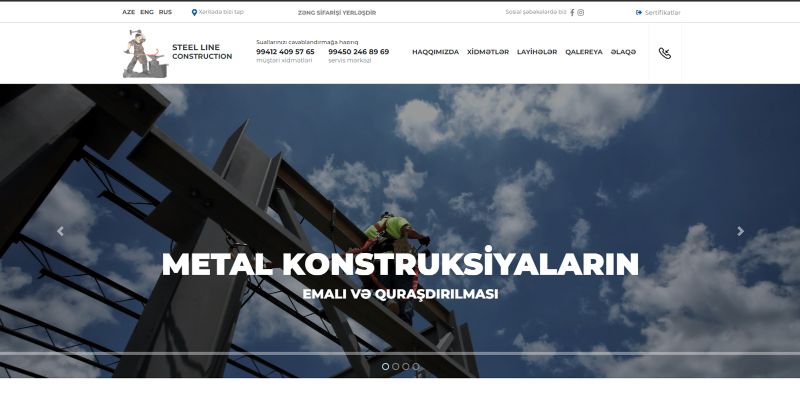 AZE ENG RUS
Xəritədə bizi tap
ZƏNG SİFARİŞİ YERLƏŞDİR
Sosial şəbəkələrdə biz
Sertifikatlar
STEEL LINE
CONSTRUCTION
Suallarınızı cavablandırmağa hazırıq
99412 409 57 65 99450 246 89 69
müştəri xidmətləri servis mərkəzi
HAQQIMIZDA XİDMƏTLƏR LAYİHƏLƏR QALEREYA ƏLAQƏ
METAL KONSTRUKSİYALARIN
EMALI VƏ QURAŞDIRILMASI